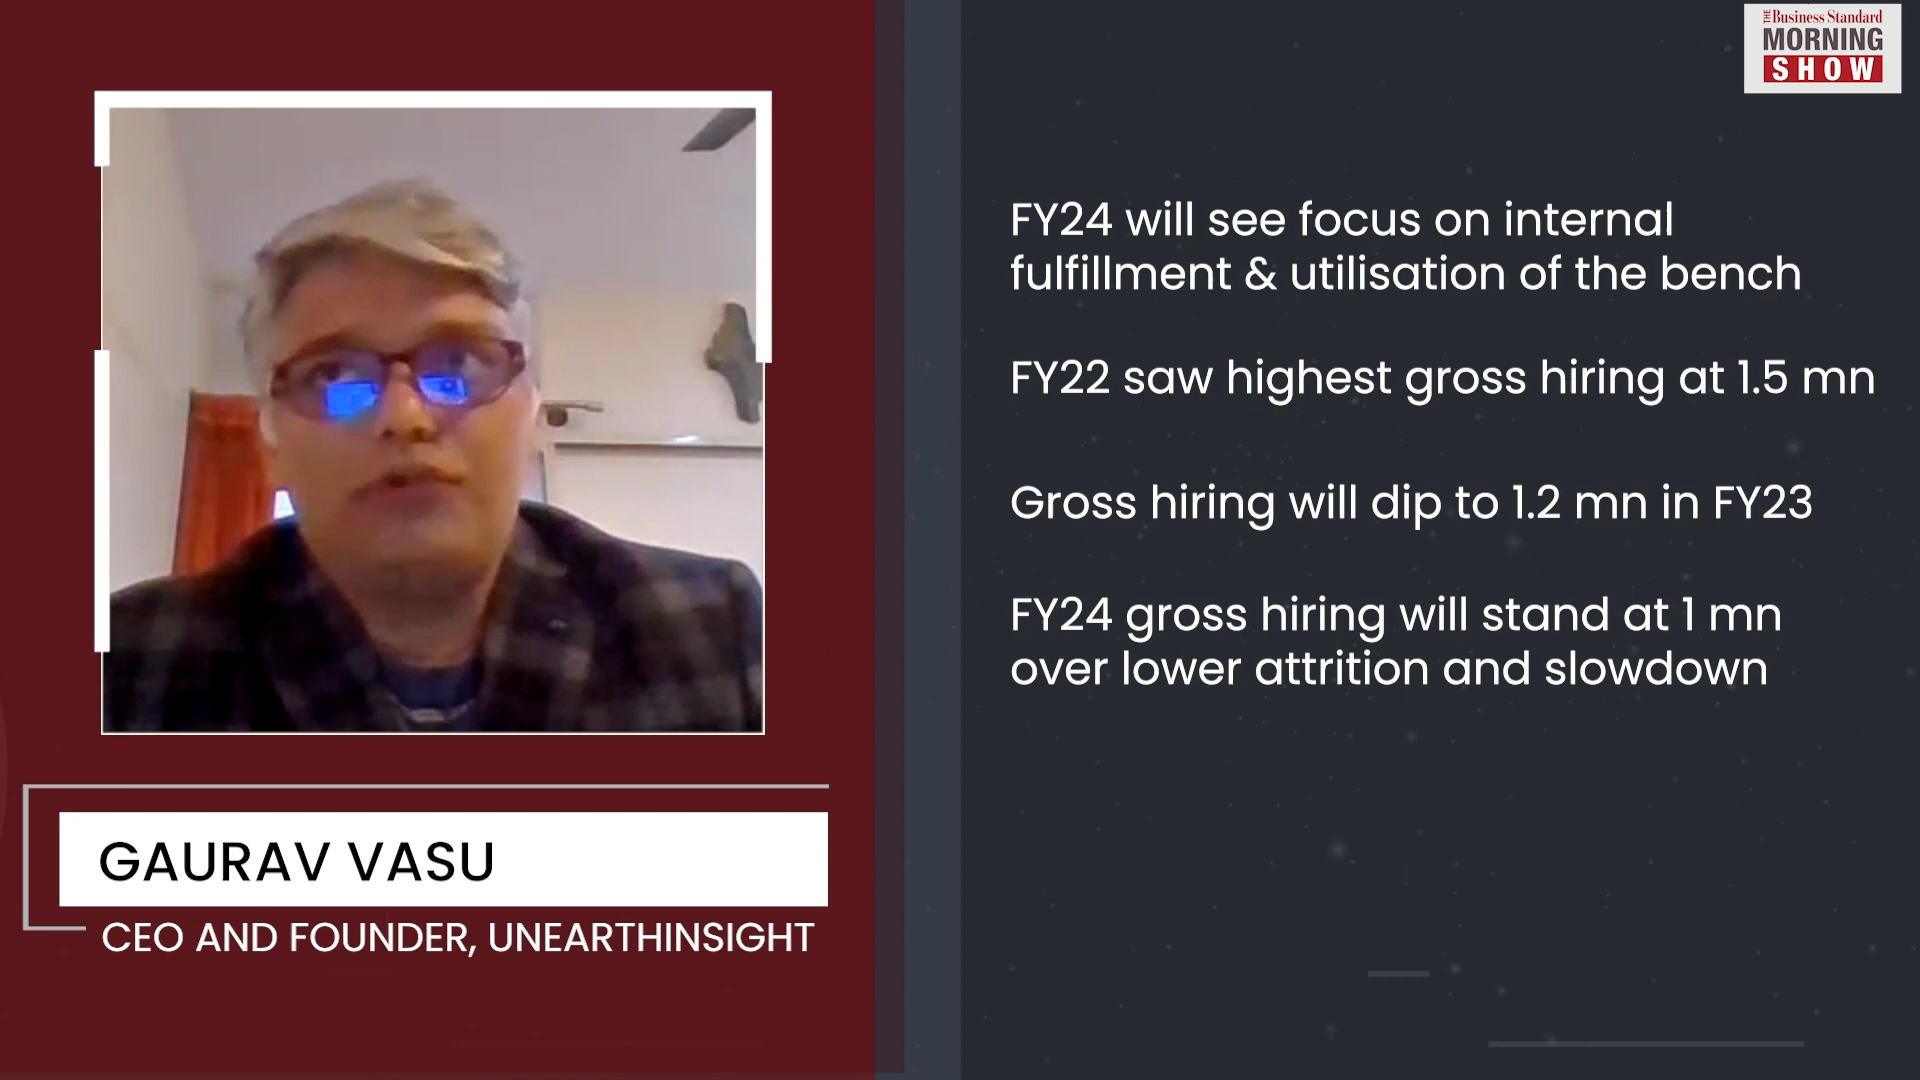 THE Business Standard
MORNING
SHOW
FY24 will see focus on internal
fulfillment & utilisation of the bench
FY22 saw highest gross hiring at 1.5 mn
Gross hiring will dip to 1.2 mn in FY23
FY24 gross hiring will stand at 1 mn
over lower attrition and slowdown
GAURAV VASU
CEO AND FOUNDER, UNEARTHINSIGHT